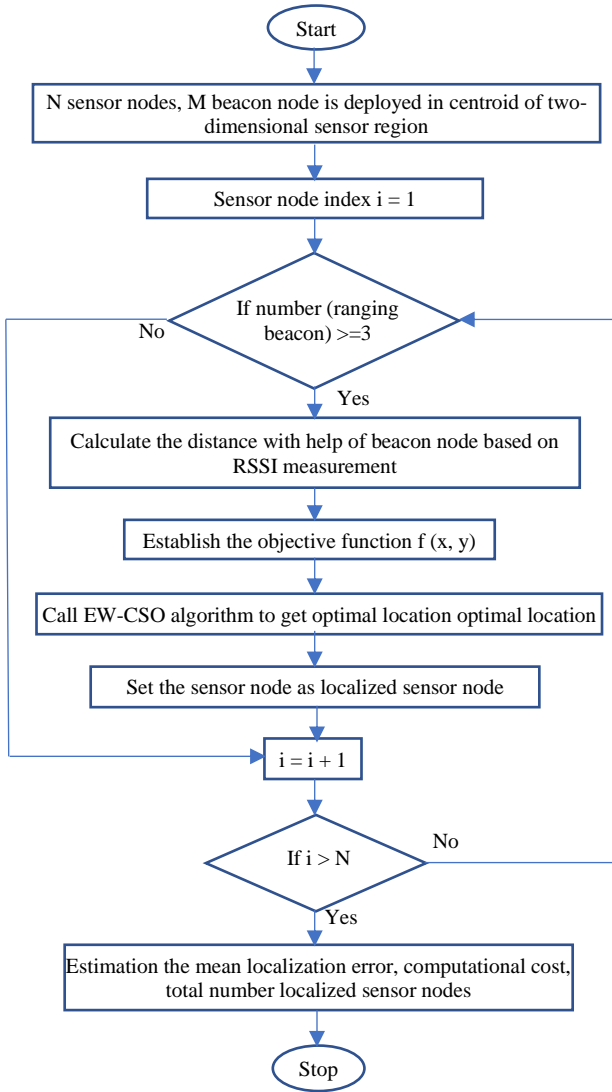 Start
N sensor nodes, M beacon node is deployed in centroid of two-
dimensional sensor region
Sensor node index i = 1
If number (ranging
beacon) >=3
No
Yes
Calculate the distance with help of beacon node based on
RSSI measurement
Establish the objective function f (x, y)
Call EW-CSO algorithm to get optimal location optimal location
Set the sensor node as localized sensor node
i = i + 1
If i > N
No
Yes
Estimation the mean localization error, computational cost,
total number localized sensor nodes
Stop